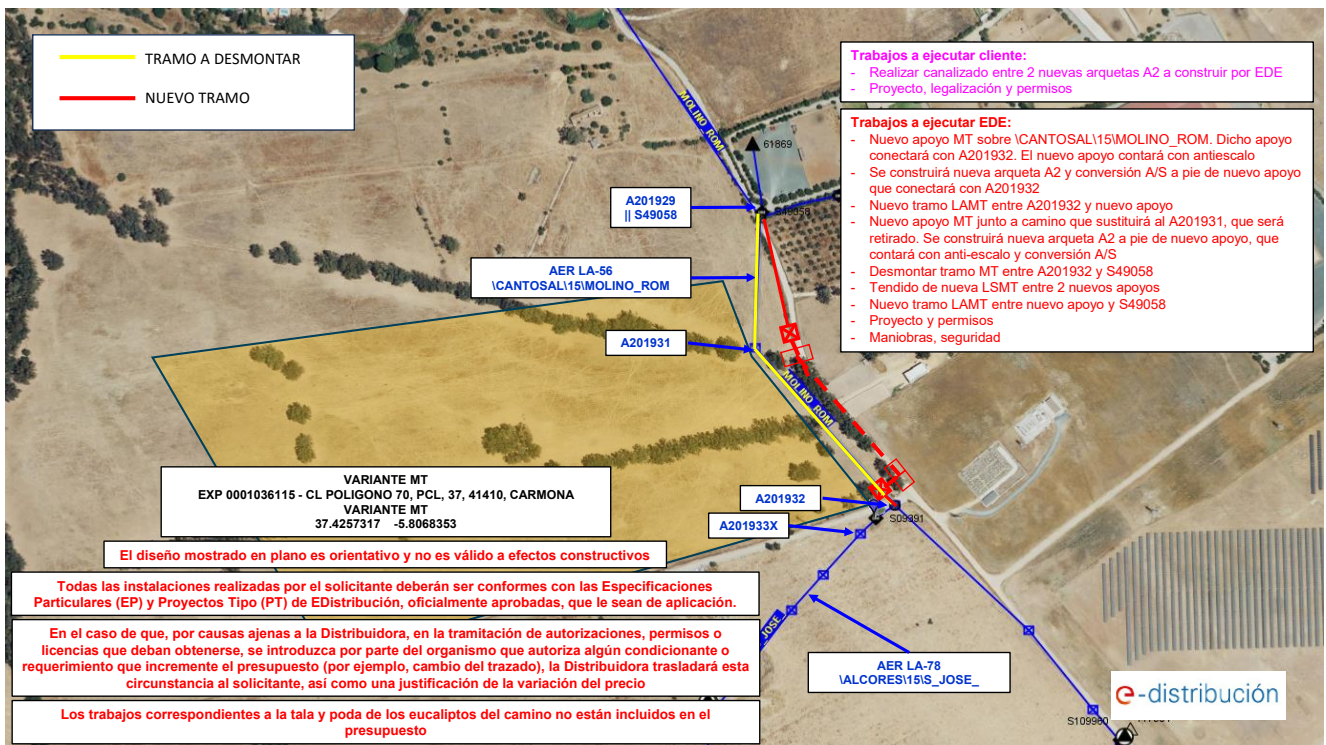 TRAMO A DESMONTAR
NUEVO TRAMO
Trabajos a ejecutar cliente:
- Realizar canalizado entre 2 nuevas arquetas A2 a construir por EDE
- Proyecto, legalización y permisos
Trabajos a ejecutar EDE:
- Nuevo apoyo MT sobre \CANTOSAL\15\MOLINO_ROM. Dicho apoyo
conectará con A201932. El nuevo apoyo contará con antiescalo
- Se construirá nueva arqueta A2 y conversión A/S a pie de nuevo apoyo
que conectará con A201932
- Nuevo tramo LAMT entre A201932 y nuevo apoyo
- Nuevo apoyo MT junto a camino que sustituirá al A201931, que será
retirado. Se construirá nueva arqueta A2 a pie de nuevo apoyo, que
contará con anti-escalo y conversión A/S
- Desmontar tramo MT entre A201932 y S49058
- Tendido de nueva LSMT entre 2 nuevos apoyos
- Nuevo tramo LAMT entre nuevo apoyo y S49058
- Proyecto y permisos
- Maniobras, seguridad
MOLINO_ROM_
61869
A201929
|| S49058
S49058
AER LA-56
\CANTOSAL\15\MOLINO_ROM
A201931
MOLINO_ROM_
VARIANTE MT
EXP 0001036115 - CL POLIGONO 70, PCL, 37, 41410, CARMONA
VARIANTE MT
37.4257317 -5.8068353
A201932
A201933X
S09391
El diseño mostrado en plano es orientativo y no es válido a efectos constructivos
Todas las instalaciones realizadas por el solicitante deberán ser conformes con las Especificaciones
Particulares (EP) y Proyectos Tipo (PT) de EDistribución, oficialmente aprobadas, que le sean de aplicación.
En el caso de que, por causas ajenas a la Distribuidora, en la tramitación de autorizaciones, permisos o
licencias que deban obtenerse, se introduzca por parte del organismo que autoriza algún condicionante o
requerimiento que incremente el presupuesto (por ejemplo, cambio del trazado), la Distribuidora trasladará esta
circunstancia al solicitante, así como una justificación de la variación del precio
_JOSE_
AER LA-78
\ALCORES\15\S_JOSE_
Los trabajos correspondientes a la tala y poda de los eucaliptos del camino no están incluidos en el
presupuesto
e-distribución
S109960